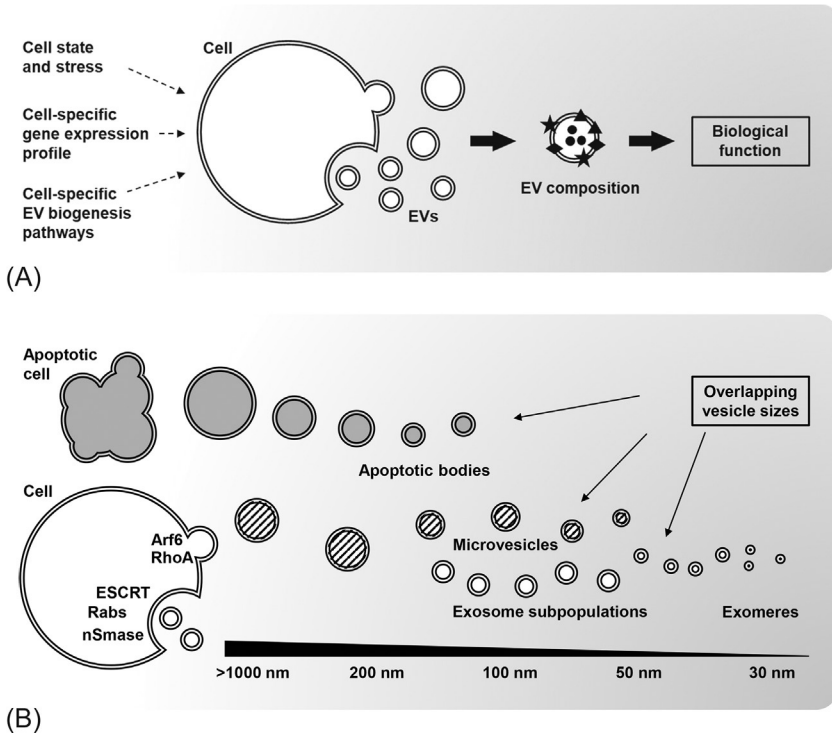 Cell state
and stress
Cell-specific
gene expression
profile
Cell-specific
EV biogenesis
pathways
Cell
EVs
EV composition
Biological
function
(A)
Apoptotic
cell
Overlapping
vesicle sizes
Apoptotic bodies
Cell
Arf6
RhoA
ESCRT
Rabs
nSmase
Microvesicles
Exosome subpopulations
Exomeres
>1000 nm
200 nm
100 nm
50 nm
30 nm
(B)